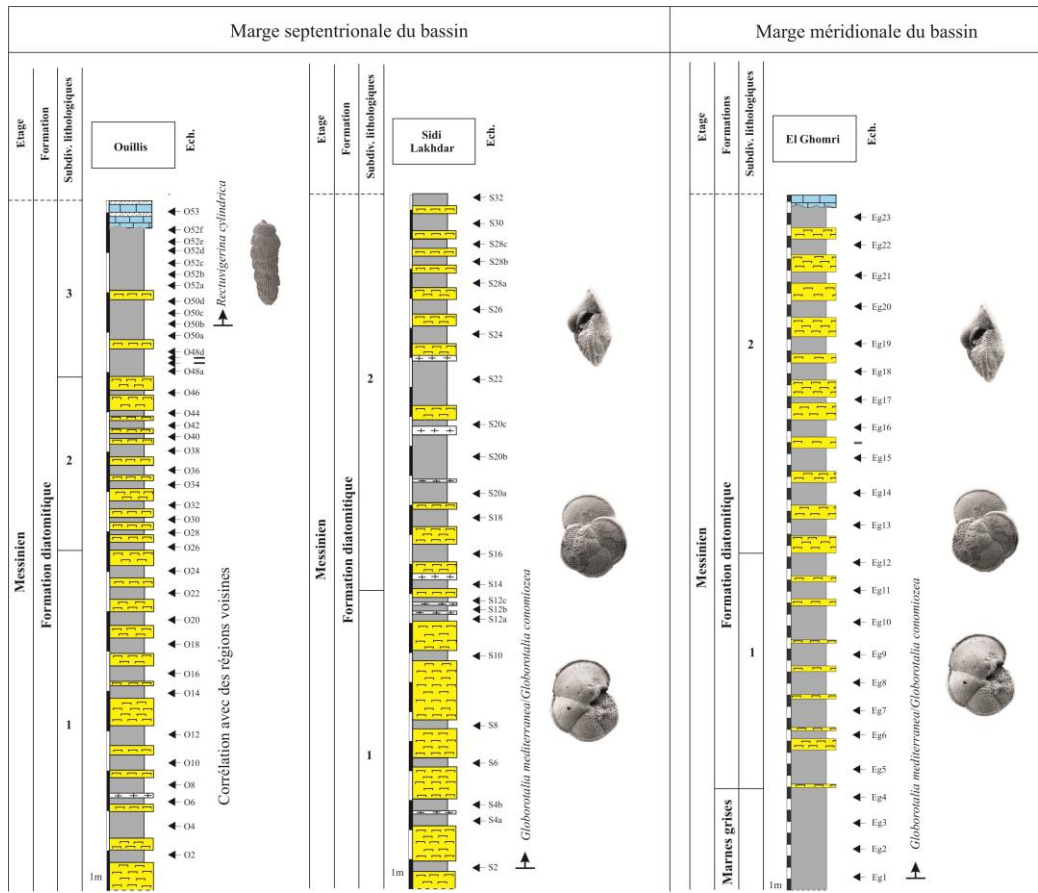 Marge septentrionale du bassin
Marge méridionale du bassin
Etage
Formation
Subdiv. lithologiques
Ouillis
Ech.
Messinien
Formation diatomitique
3
2
1
O53
O52f
O52e
O52d
O52c
O52b
O52a
O50d
O50c
O50b
O50a
O48d
O48a
O46
O44
O42
O40
O38
O36
O34
O32
O30
O28
O26
O24
O22
O20
O18
O16
O14
O12
O10
O8
O6
O4
O2
1m
Rectuvigerina cylindrica
Corrélation avec des régions voisines
Etage
Formation
Subdiv. lithologiques
Sidi
Lakhdar
Ech.
Messinien
Formation diatomitique
2
1
S32
S30
S28c
S28b
S28a
S26
S24
S22
S20c
S20b
S20a
S18
S16
S14
S12c
S12b
S12a
S10
S8
S6
S4b
S4a
S2
1m
Globorotalia mediterranea/Globorotalia conomiozea
Etage
Formations
Subdiv. lithologiques
El Ghomri
Ech.
Messinien
Formation diatomitique
Marnes grises
2
1
Eg23
Eg22
Eg21
Eg20
Eg19
Eg18
Eg17
Eg16
Eg15
Eg14
Eg13
Eg12
Eg11
Eg10
Eg9
Eg8
Eg7
Eg6
Eg5
Eg4
Eg3
Eg2
Eg1
1m
Globorotalia mediterranea/Globorotalia conomiozea